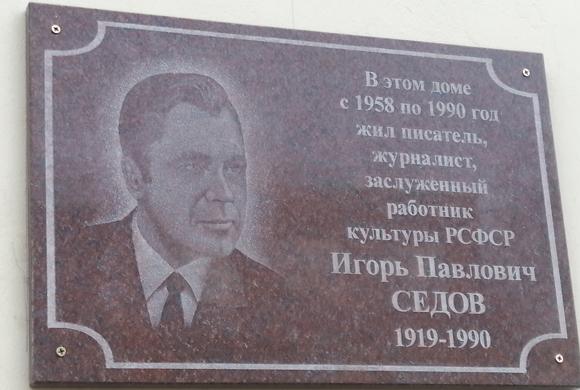 В этом доме
с 1958 по 1990 год
жил писатель,
журналист,
заслуженный
работник
культуры РСФСР
Игорь Павлович
СЕДОВ
1919-1990